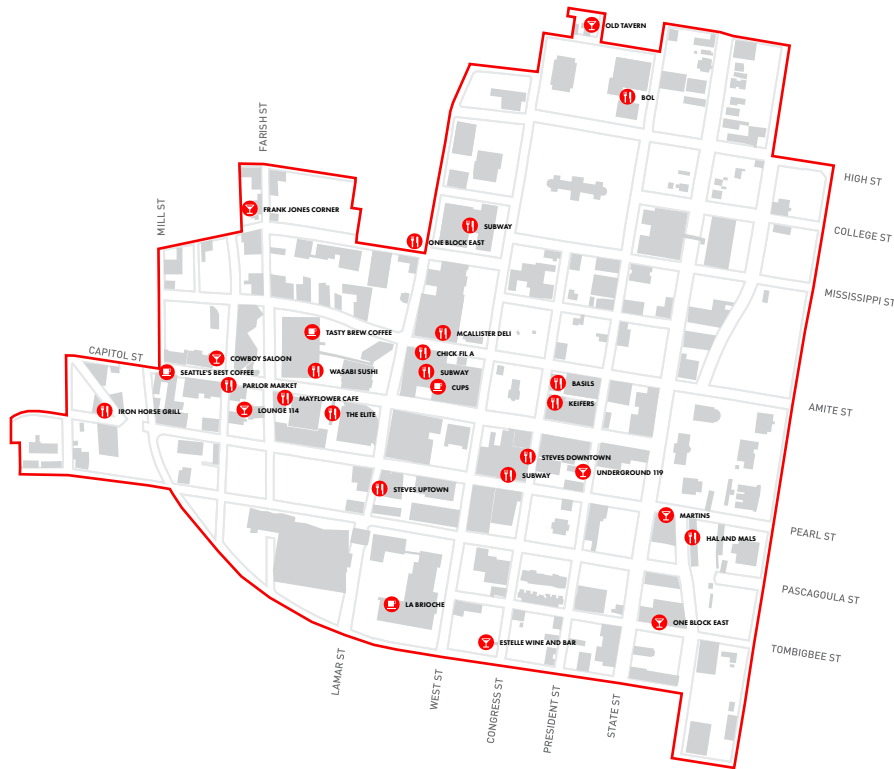 OLD TAVERN
BOL
FARISH ST
HIGH ST
MILL ST
FRANK JONES CORNER
SUBWAY
COLLEGE ST
ONE BLOCK EAST
MISSISSIPPI ST
TASTY BREW COFFEE
MCALLISTER DELI
CAPITOL ST
CHICK FIL A
COWBOY SALOON
SEATTLE'S BEST COFFEE
WASABI SUSHI
SUBWAY
PARLOR MARKET
CUPS
BASILS
MAYFLOWER CAFE
KEIFERS
IRON HORSE GRILL
LOUNGE 114
THE ELITE
AMITE ST
STEVES DOWNTOWN
SUBWAY
UNDERGROUND 119
STEVES UPTOWN
MARTINS
HAL AND MALS
PEARL ST
PASCAGOULA ST
LA BRIOCHE
ONE BLOCK EAST
ESTELLE WINE AND BAR
TOMBIGBEE ST
LAMAR ST
WEST ST
CONGRESS ST
PRESIDENT ST
STATE ST